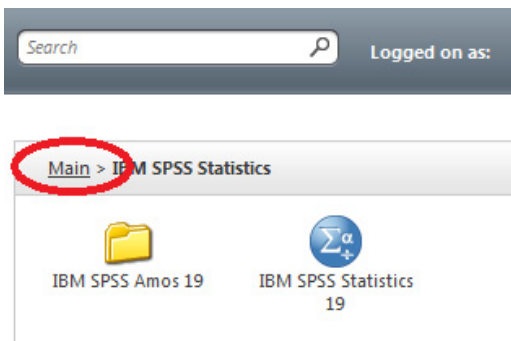 Search
Logged on as:
Main > IBM SPSS Statistics
IBM SPSS Amos 19
IBM SPSS Statistics
19